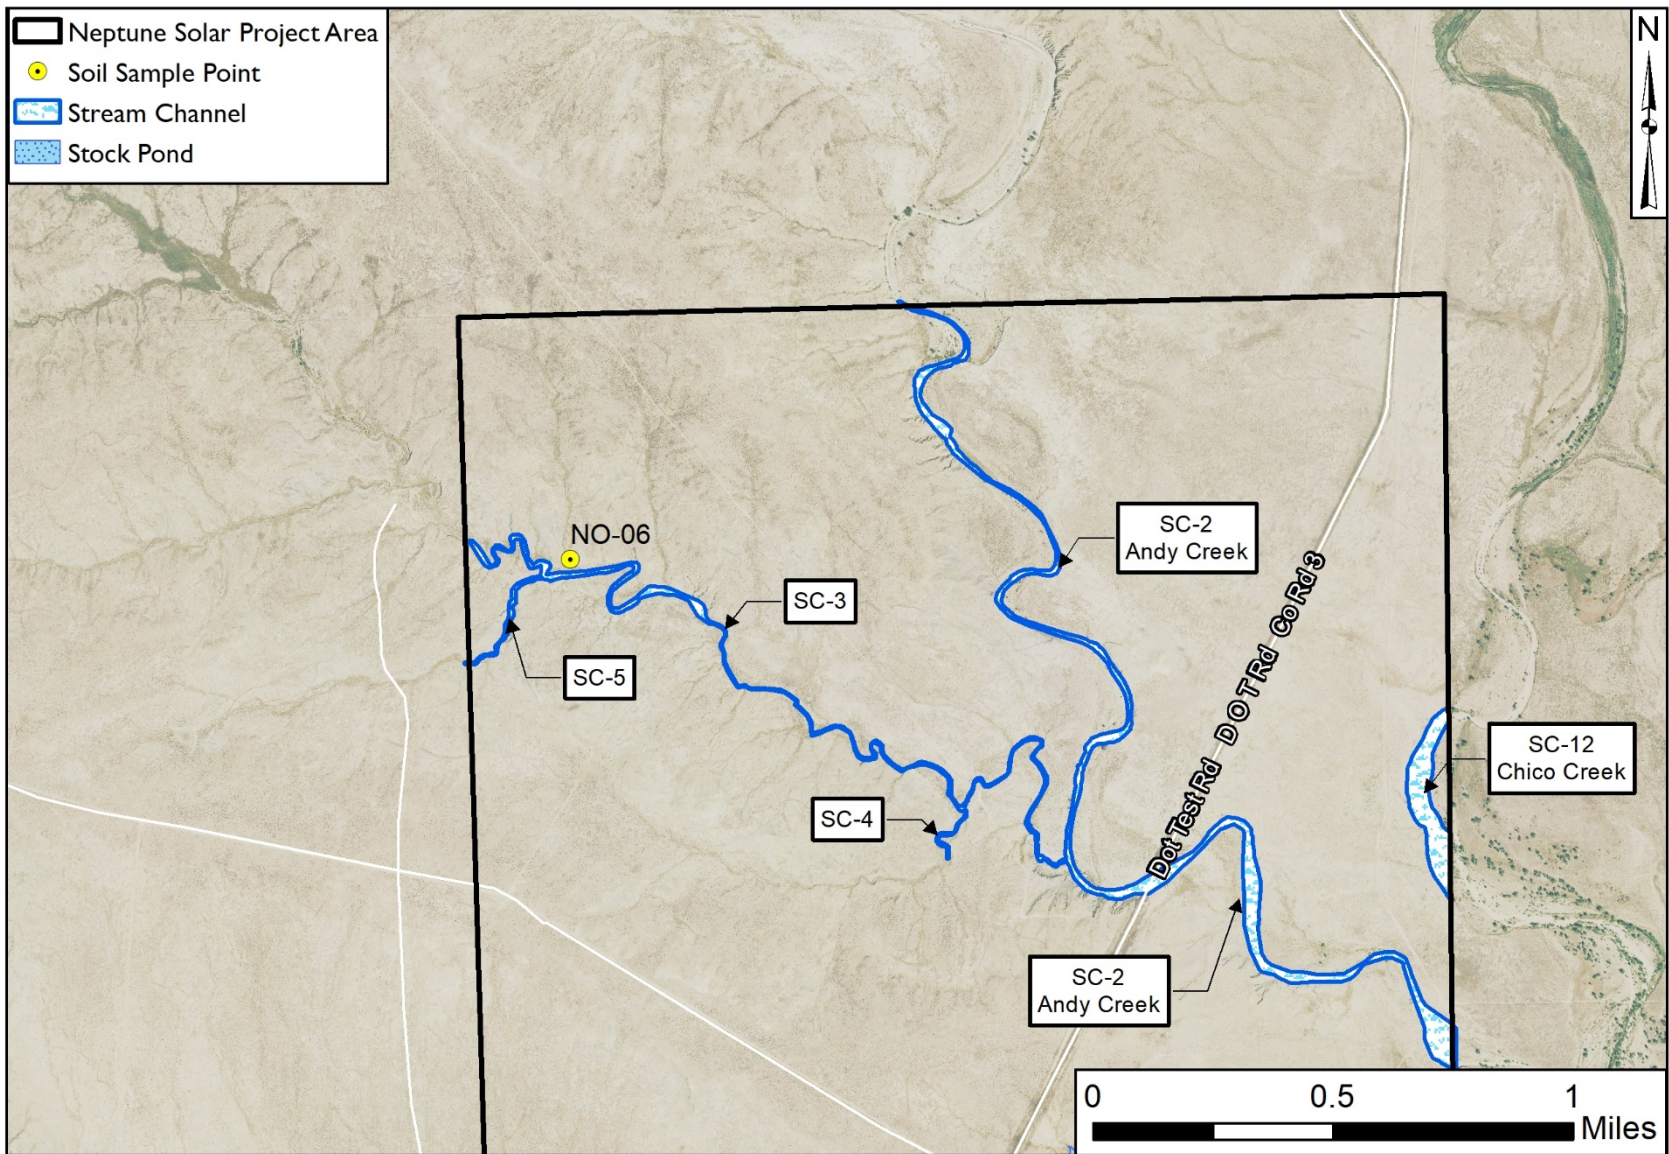 Neptune Solar Project Area
Soil Sample Point
Stream Channel
Stock Pond
N
NO-06
SC-2
Andy Creek
SC-3
SC-5
Dot Test Rd D O T Rd Co Rd 3
SC-12
Chico Creek
SC-4
SC-2
Andy Creek
0 0.5 1
Miles